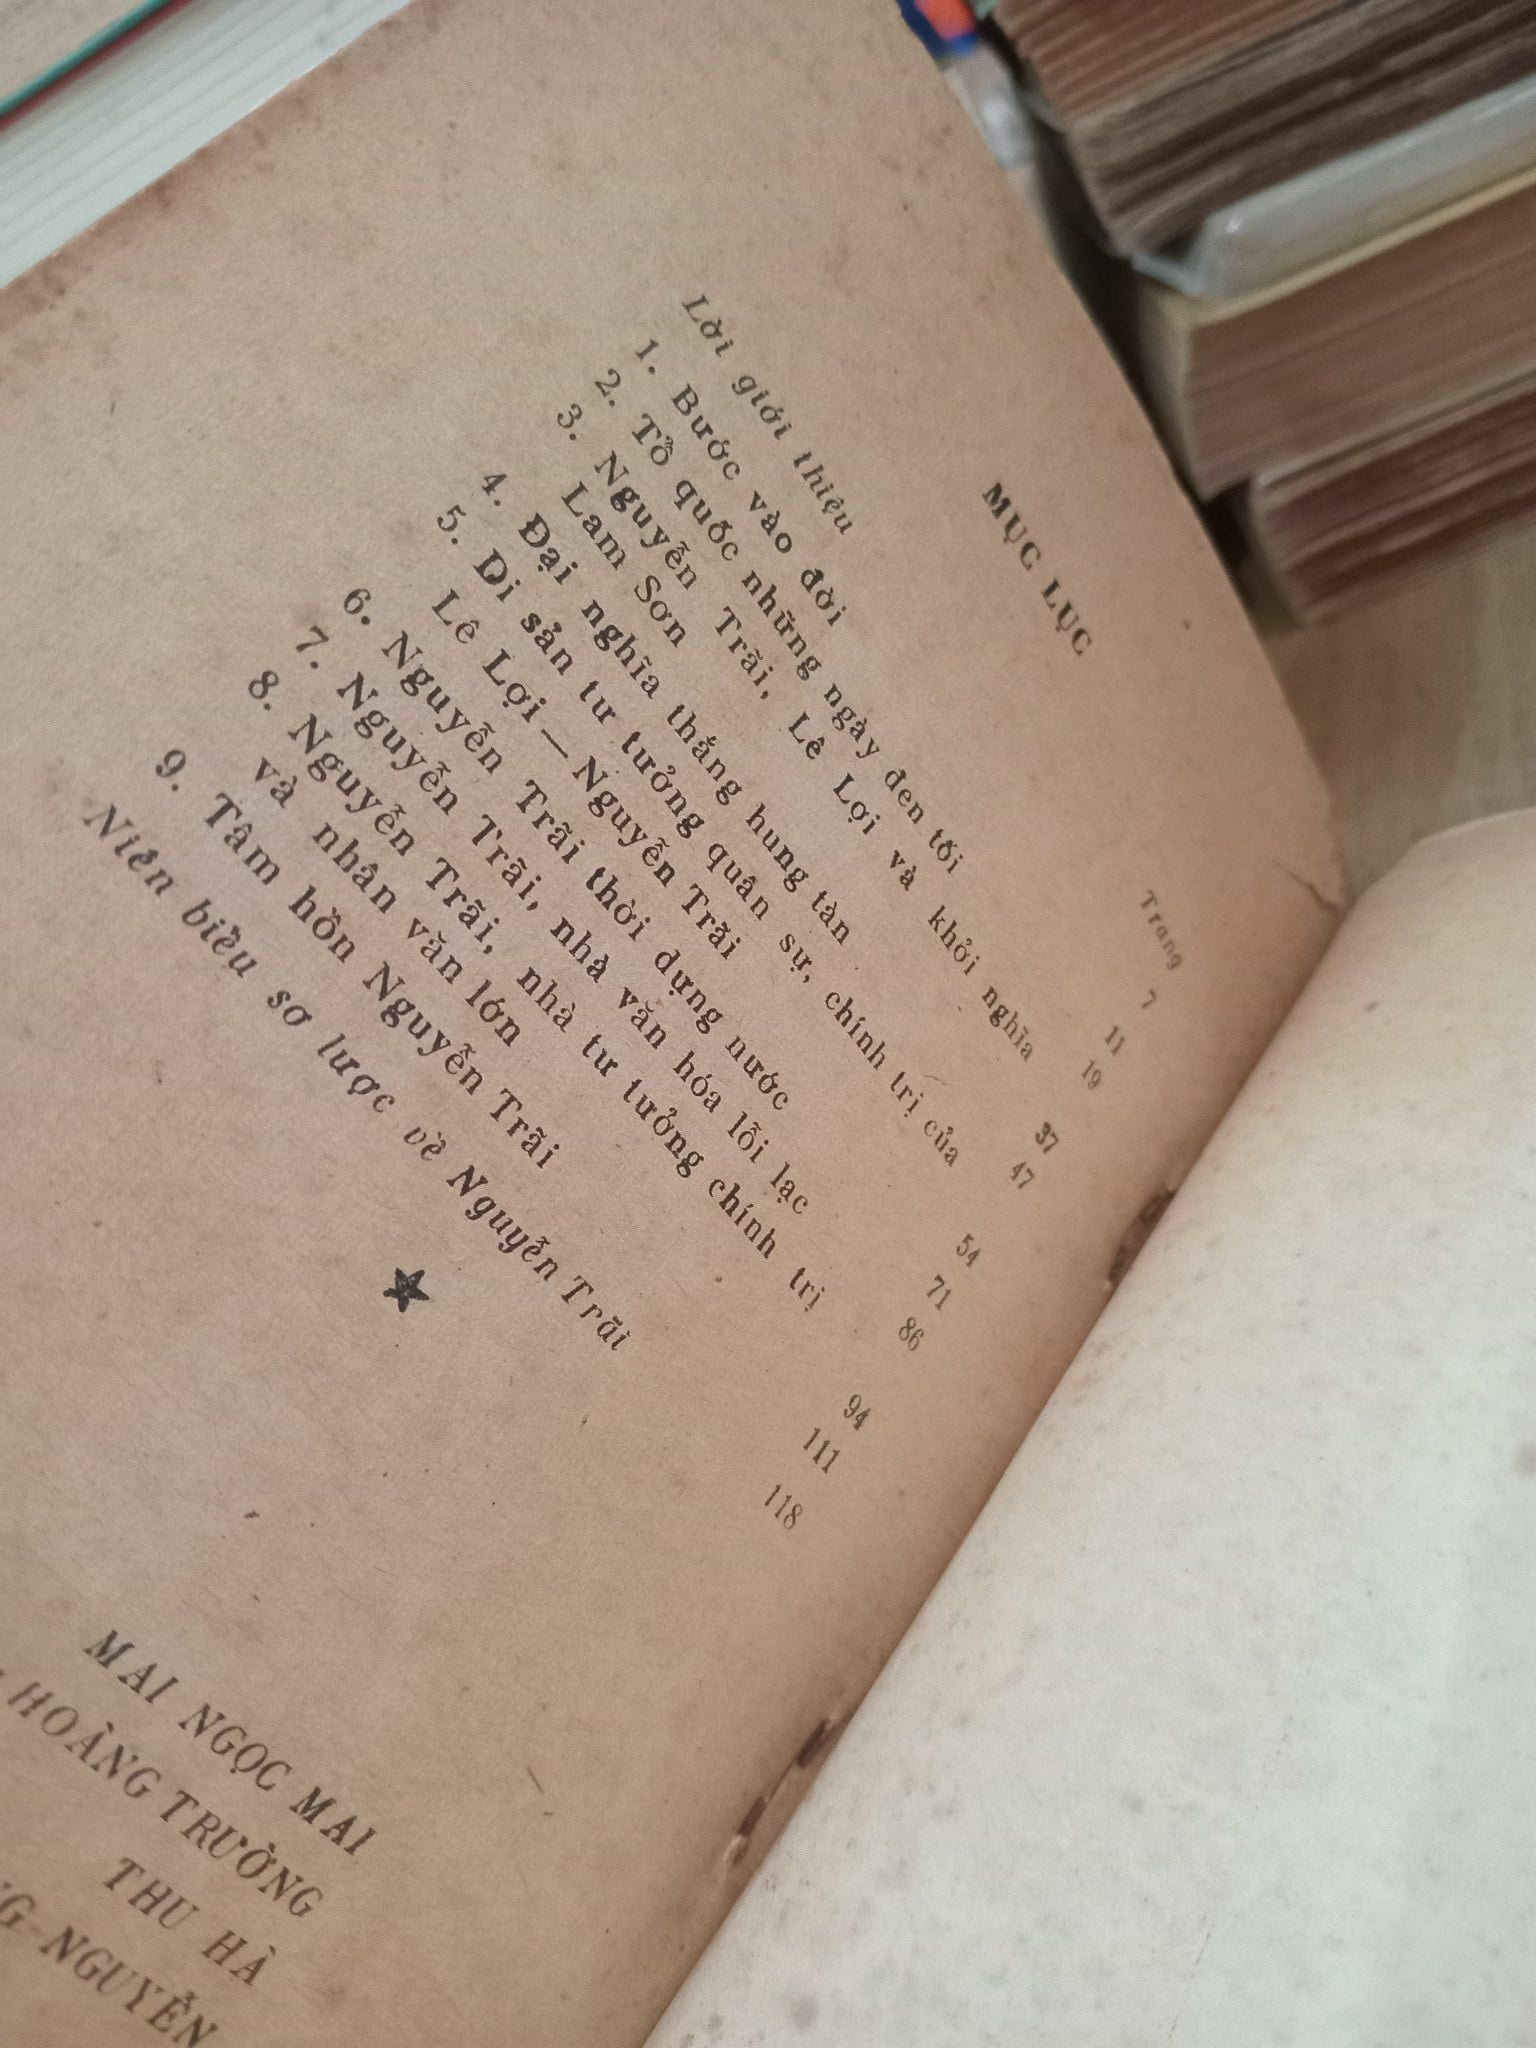 MỤC LỤC
Trang
Lời giới thiệu 7
1. Bước vào đời 11
2. Tổ quốc những ngày đen tối 19
3. Nguyễn Trãi, Lê Lợi và khởi nghĩa
Lam Sơn 37
4. Đại nghĩa thắng hung tàn 47
5. Di sản tư tưởng quân sự, chính trị của
Lê Lợi — Nguyễn Trãi 54
6. Nguyễn Trãi thời dựng nước 71
7. Nguyễn Trãi, nhà văn hóa lỗi lạc 86
8. Nguyễn Trãi, nhà tư tưởng chính trị
và nhân văn lớn 94
9. Tâm hồn Nguyễn Trãi 111
Niên biểu sơ lược về Nguyễn Trãi 118
MAI NGỌC MAI
HOÀNG TRƯỜNG
THU HÀ
NGUYỄN